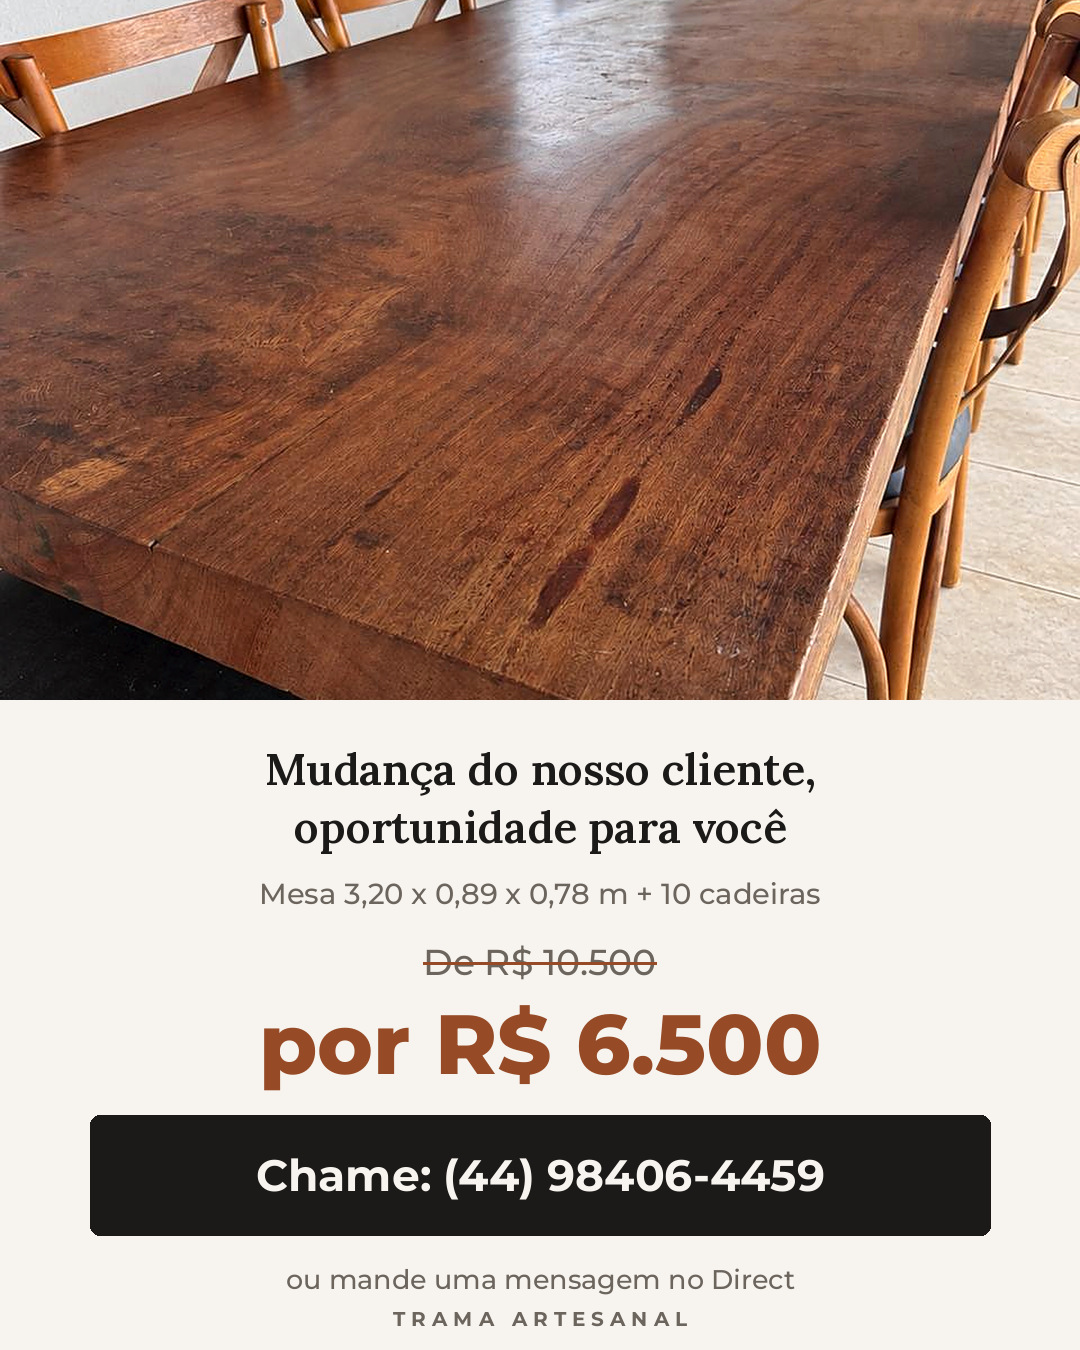 Mudança do nosso cliente,
oportunidade para você
Mesa 3,20 x 0,89 x 0,78 m + 10 cadeiras
De R$ 10.500
por R$ 6.500
Chame: (44) 98406-4459
ou mande uma mensagem no Direct
TRAMA ARTESANAL